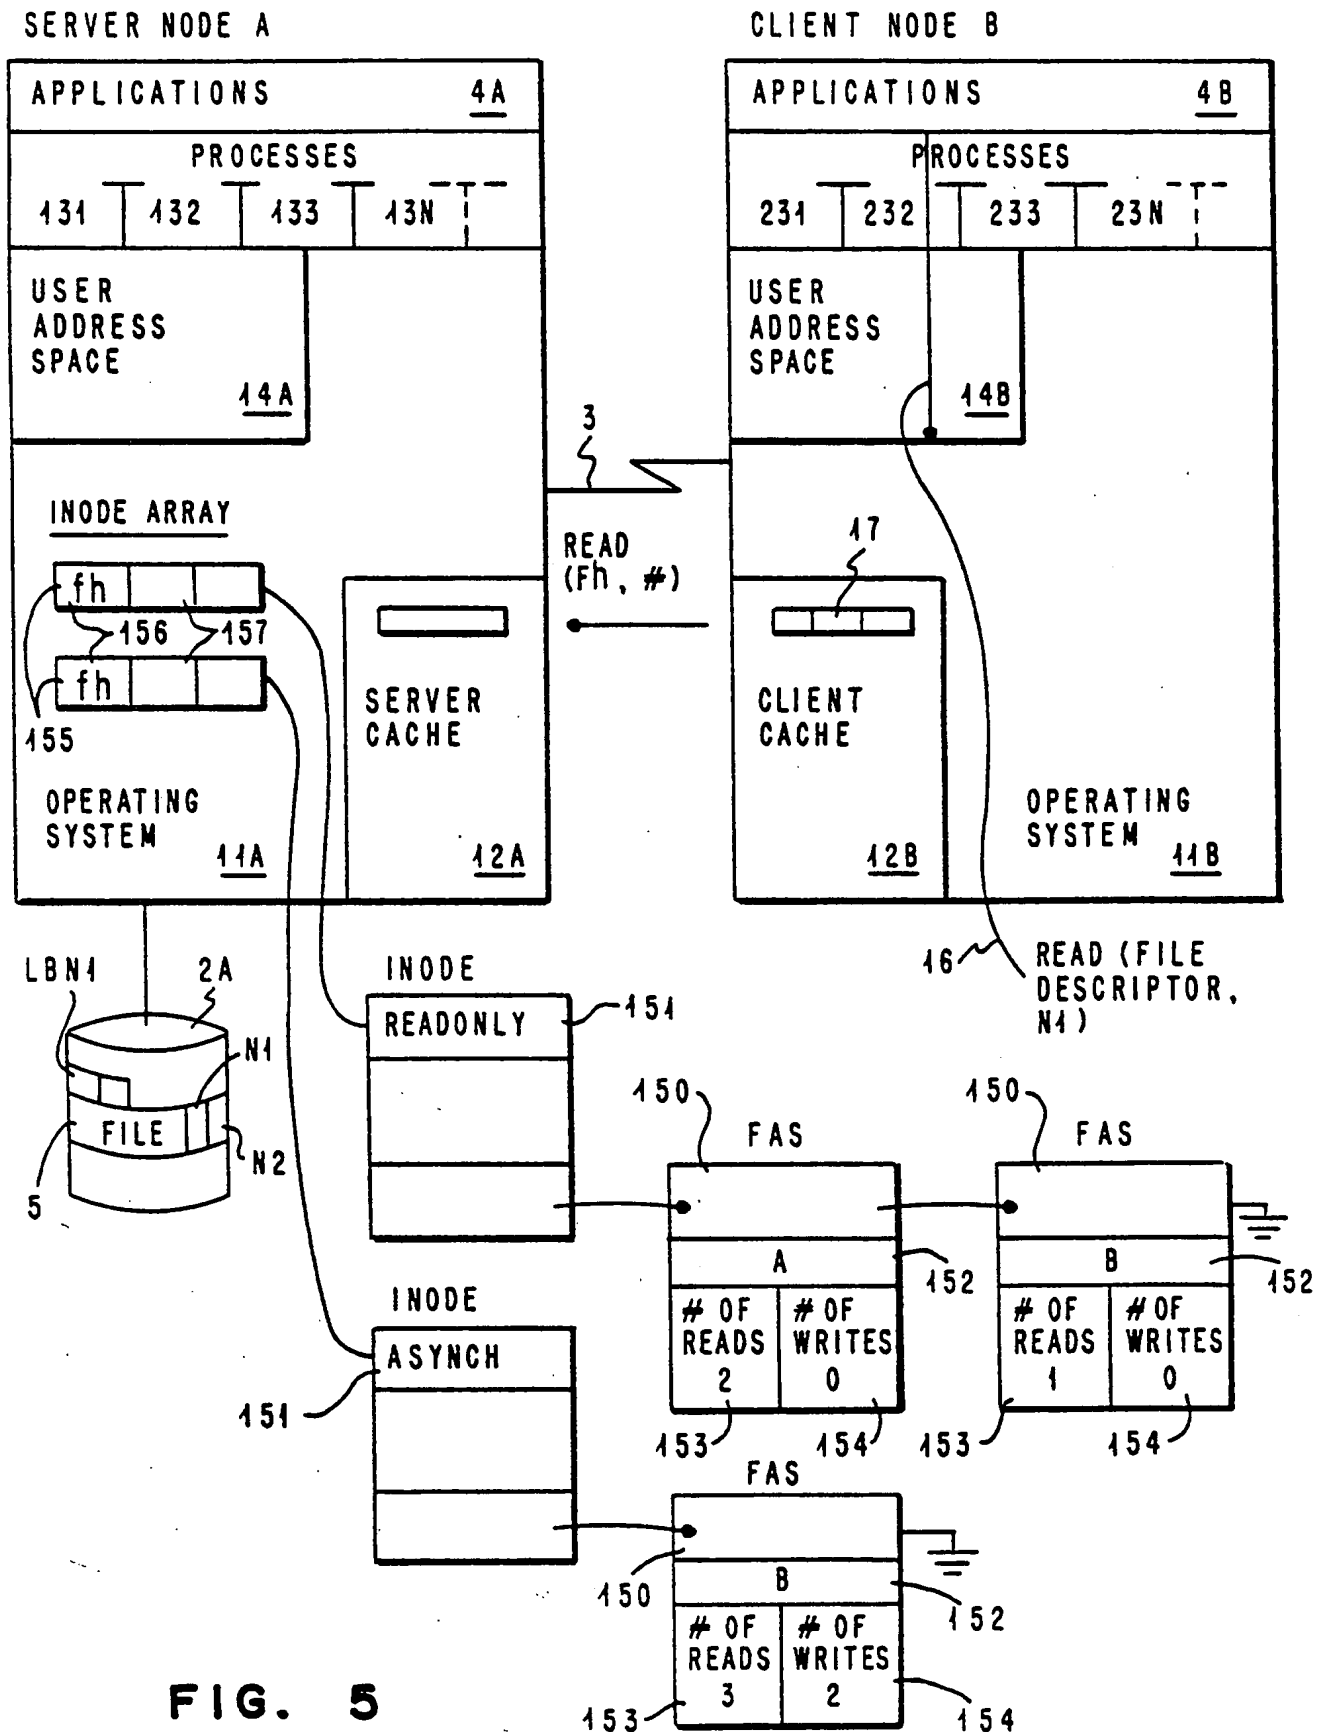 SERVER NODE A
CLIENT NODE B
APPLICATIONS 4A
APPLICATIONS 4B
PROCESSES
PROCESSES
131 132 133 13N
231 232 233 23N
USER
ADDRESS
SPACE
14A
USER
ADDRESS
SPACE
14B
3
INODE ARRAY
READ
(Fh, #)
17
fh
156 157
fh
155
SERVER
CACHE
CLIENT
CACHE
OPERATING
SYSTEM
11A
12A
12B
OPERATING
SYSTEM
11B
16
READ (FILE
DESCRIPTOR,
N1)
LBN1
2A
N1
FILE
N2
5
INODE
READONLY
151
150
FAS
150
FAS
A
152
B
152
# OF
READS
2
# OF
WRITES
0
# OF
READS
1
# OF
WRITES
0
153
154
153
154
INODE
ASYNCH
151
FAS
150
B
152
# OF
READS
3
# OF
WRITES
2
153
154
FIG. 5